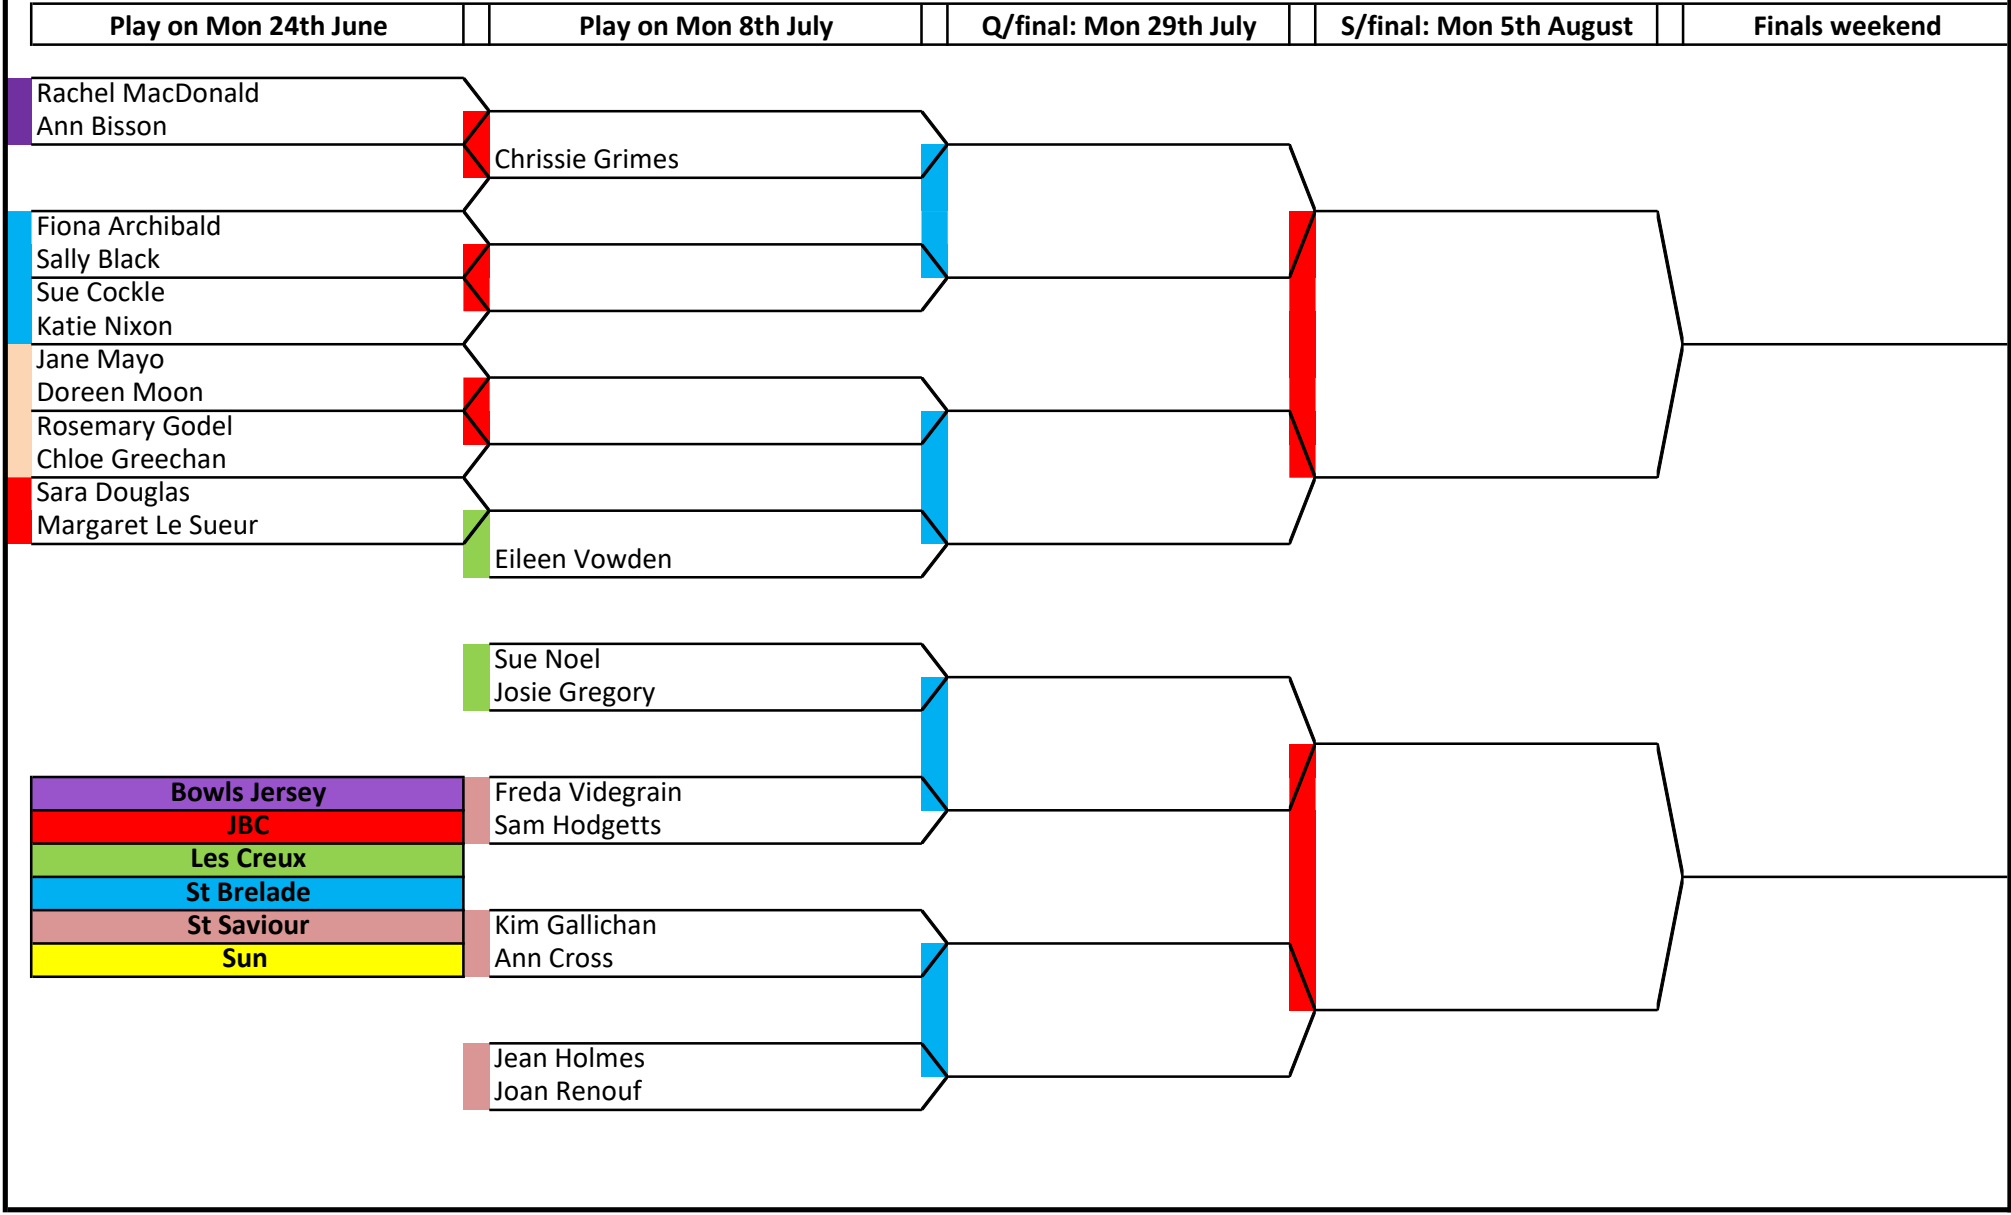 Play on Mon 24th June
Play on Mon 8th July
Q/final: Mon 29th July
S/final: Mon 5th August
Finals weekend
Rachel MacDonald
Ann Bisson
Chrissie Grimes
Fiona Archibald
Sally Black
Sue Cockle
Katie Nixon
Jane Mayo
Doreen Moon
Rosemary Godel
Chloe Greechan
Sara Douglas
Margaret Le Sueur
Eileen Vowden
Sue Noel
Josie Gregory
Freda Videgrain
Sam Hodgetts
Kim Gallichan
Ann Cross
Jean Holmes
Joan Renouf
Bowls Jersey
JBC
Les Creux
St Brelade
St Saviour
Sun